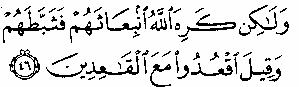 وَلَٰكِن كَرِهَ ٱللَّهُ ٱنۢبِعَاثَهُمْ فَثَبَّطَهُمْ
وَقِيلَ ٱقْعُدُوا۟ مَعَ ٱلْقَٰعِدِينَ ٤٦